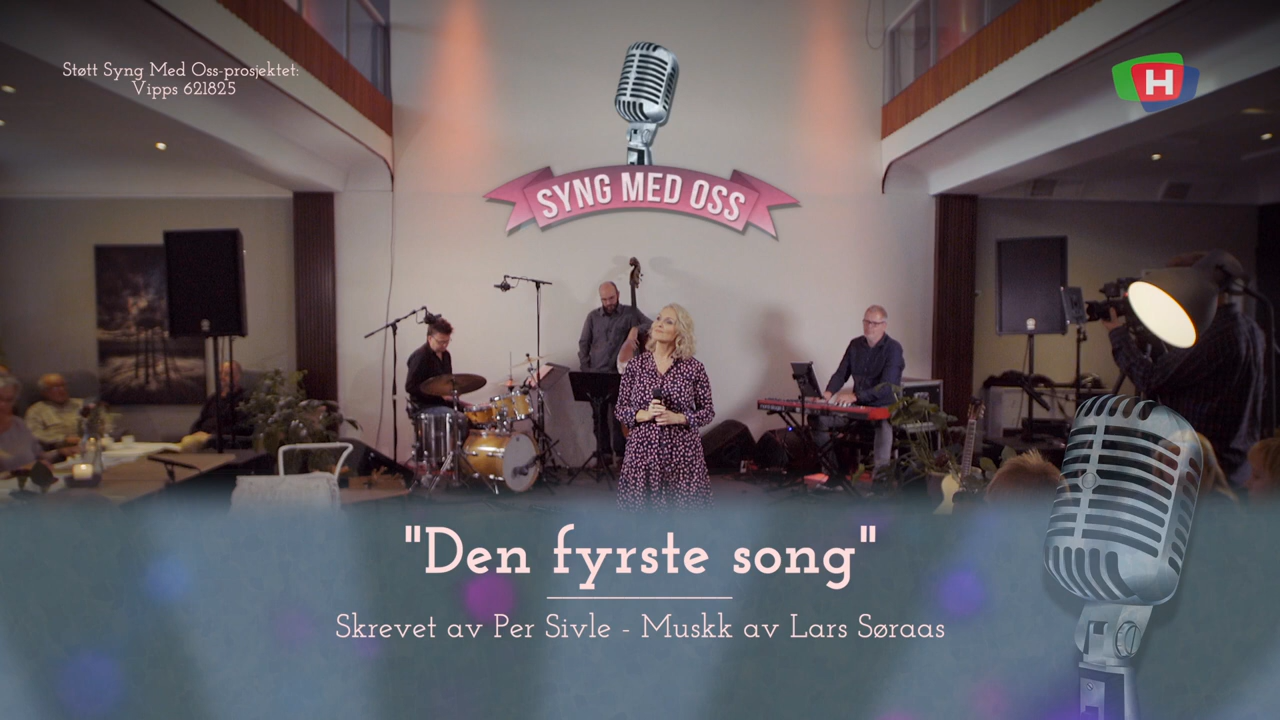 Støtt Syng Med Oss-prosjektet:
Vipps 621825
H
SYNG MED OSS
"Den fyrste song"
Skrevet av Per Sivle - Muskk av Lars Søraas